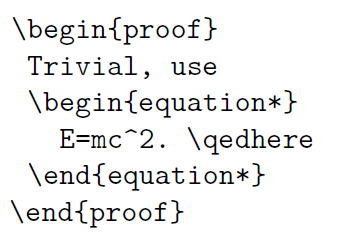 \begin{proof}
Trivial, use
\begin{equation*}
E=mc^2. \qedhere
\end{equation*}
\end{proof}